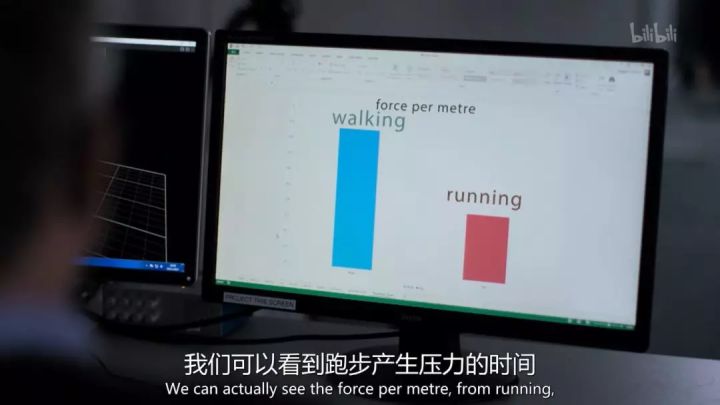 bilibili
force per metre
walking
running
PROJECT TREE SCREEN
我们可以看到跑步产生压力的时间
We can actually see the force per metre, from running,